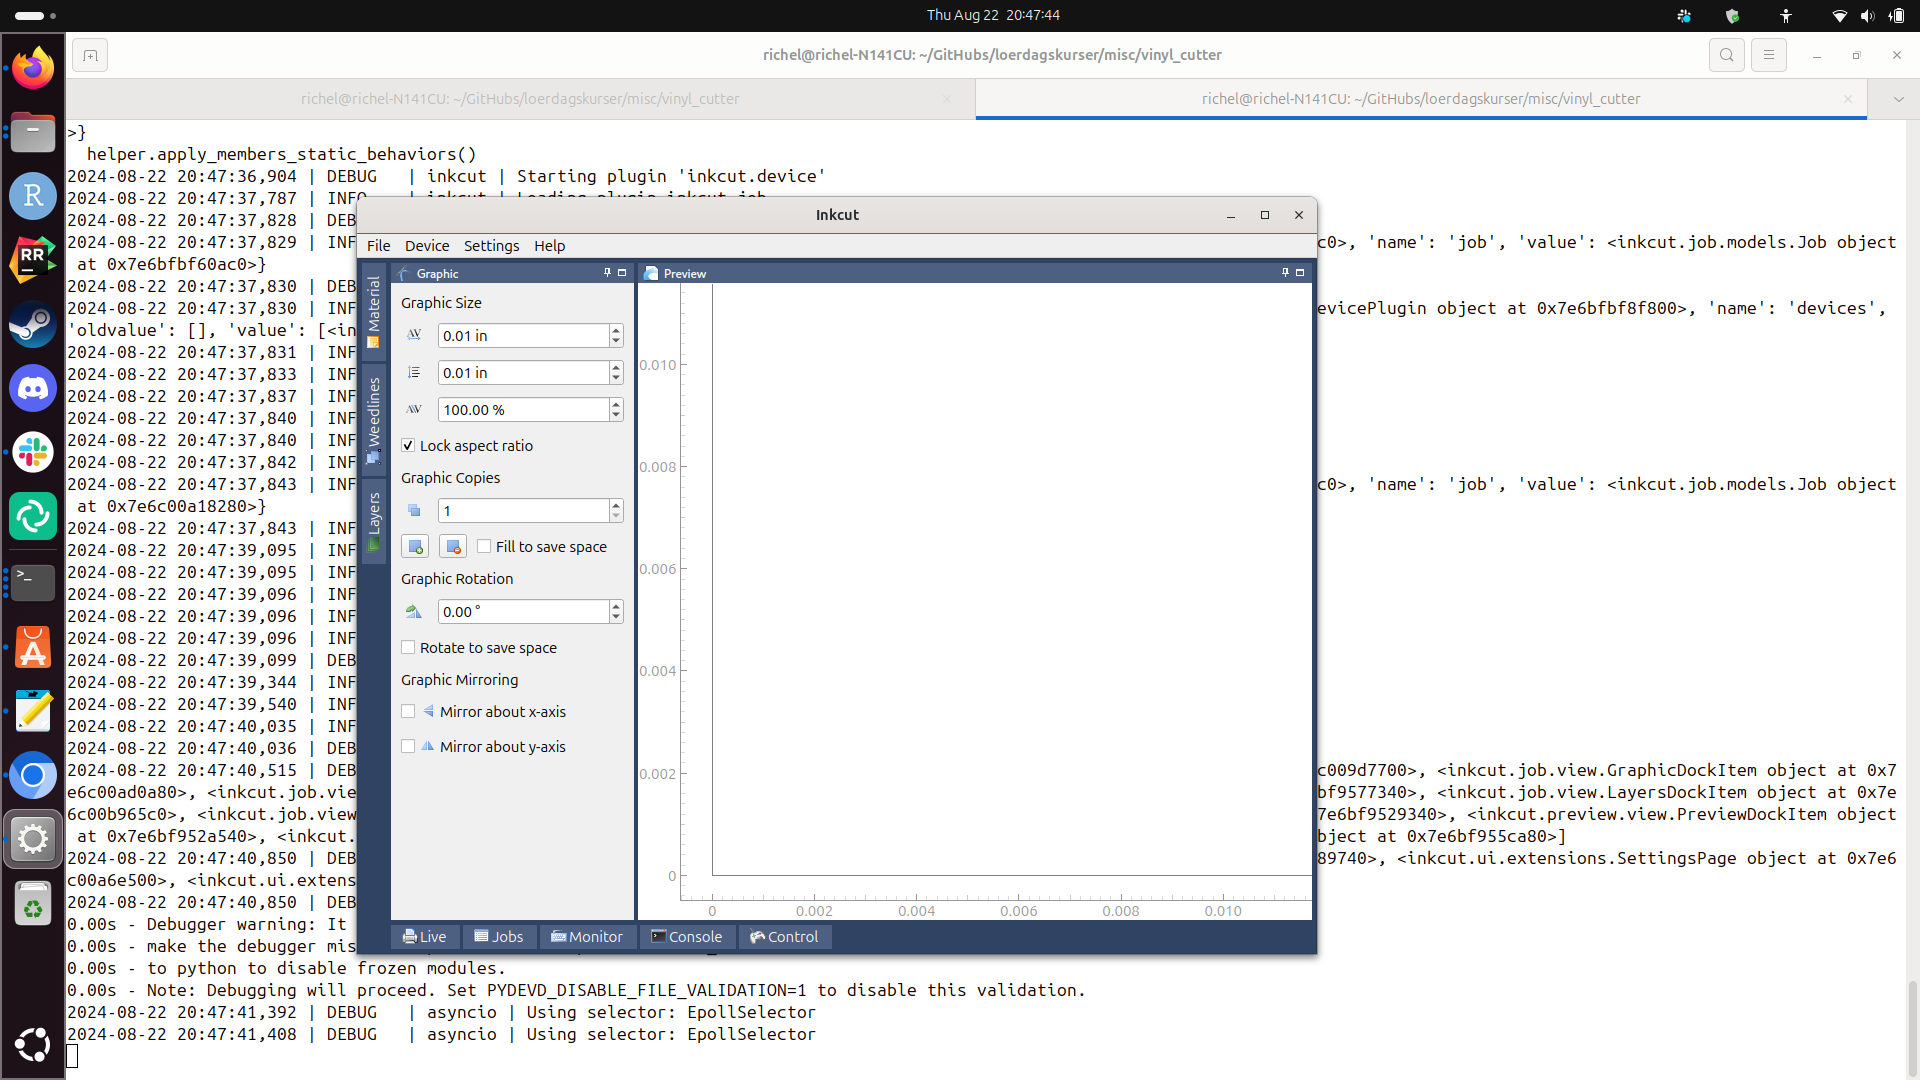 Thu Aug 22  20:47:44
richel@richel-N141CU: ~/GitHubs/loerdagskurser/misc/vinyl_cutter
richel@richel-N141CU: ~/GitHubs/loerdagskurser/misc/vinyl_cutter
richel@richel-N141CU: ~/GitHubs/loerdagskurser/misc/vinyl_cutter
>}
helper.apply_members_static_behaviors()
2024-08-22 20:47:36,904 | DEBUG   | inkcut | Starting plugin 'inkcut.device'
2024-08-22 20:47:37,787 | INFO    | inkcut | Loading plugin inkcut.job
2024-08-22 20:47:37,828 | DEB
2024-08-22 20:47:37,829 | INF c0>, 'name': 'job', 'value': <inkcut.job.models.Job object
at 0x7e6bfbf60ac0>}
2024-08-22 20:47:37,830 | DEB
2024-08-22 20:47:37,830 | INF evicePlugin object at 0x7e6bfbf8f800>, 'name': 'devices',
'oldvalue': [], 'value': [<in
2024-08-22 20:47:37,831 | INF
2024-08-22 20:47:37,833 | INF
2024-08-22 20:47:37,837 | INF
2024-08-22 20:47:37,840 | INF
2024-08-22 20:47:37,840 | INF
2024-08-22 20:47:37,842 | INF
2024-08-22 20:47:37,843 | INF c0>, 'name': 'job', 'value': <inkcut.job.models.Job object
at 0x7e6c00a18280>}
2024-08-22 20:47:37,843 | INF
2024-08-22 20:47:39,095 | INF
2024-08-22 20:47:39,095 | INF
2024-08-22 20:47:39,096 | INF
2024-08-22 20:47:39,096 | INF
2024-08-22 20:47:39,096 | INF
2024-08-22 20:47:39,099 | DEB
2024-08-22 20:47:39,344 | INF
2024-08-22 20:47:39,540 | INF
2024-08-22 20:47:40,035 | INF
2024-08-22 20:47:40,036 | DEB
2024-08-22 20:47:40,515 | DEB c009d7700>, <inkcut.job.view.GraphicDockItem object at 0x7
e6c00ad0a80>, <inkcut.job.vie bf9577340>, <inkcut.job.view.LayersDockItem object at 0x7e
6c00b965c0>, <inkcut.job.view 7e6bf9529340>, <inkcut.preview.view.PreviewDockItem object
at 0x7e6bf952a540>, <inkcut. bject at 0x7e6bf955ca80>]
2024-08-22 20:47:40,850 | DEB 89740>, <inkcut.ui.extensions.SettingsPage object at 0x7e6
c00a6e500>, <inkcut.ui.extens
2024-08-22 20:47:40,850 | DEB
0.00s - Debugger warning: It
0.00s - make the debugger mis
0.00s - to python to disable frozen modules.
0.00s - Note: Debugging will proceed. Set PYDEVD_DISABLE_FILE_VALIDATION=1 to disable this validation.
2024-08-22 20:47:41,392 | DEBUG   | asyncio | Using selector: EpollSelector
2024-08-22 20:47:41,408 | DEBUG   | asyncio | Using selector: EpollSelector
Inkcut
File Device Settings Help
Material
Weedlines
Layers
Graphic
Graphic Size
0.01 in
0.01 in
100.00 %
Lock aspect ratio
Graphic Copies
1
Fill to save space
Graphic Rotation
0.00 °
Rotate to save space
Graphic Mirroring
Mirror about x-axis
Mirror about y-axis
Preview
0.010
0.008
0.006
0.004
0.002
0
0 0.002 0.004 0.006 0.008 0.010
Live Jobs Monitor Console Control